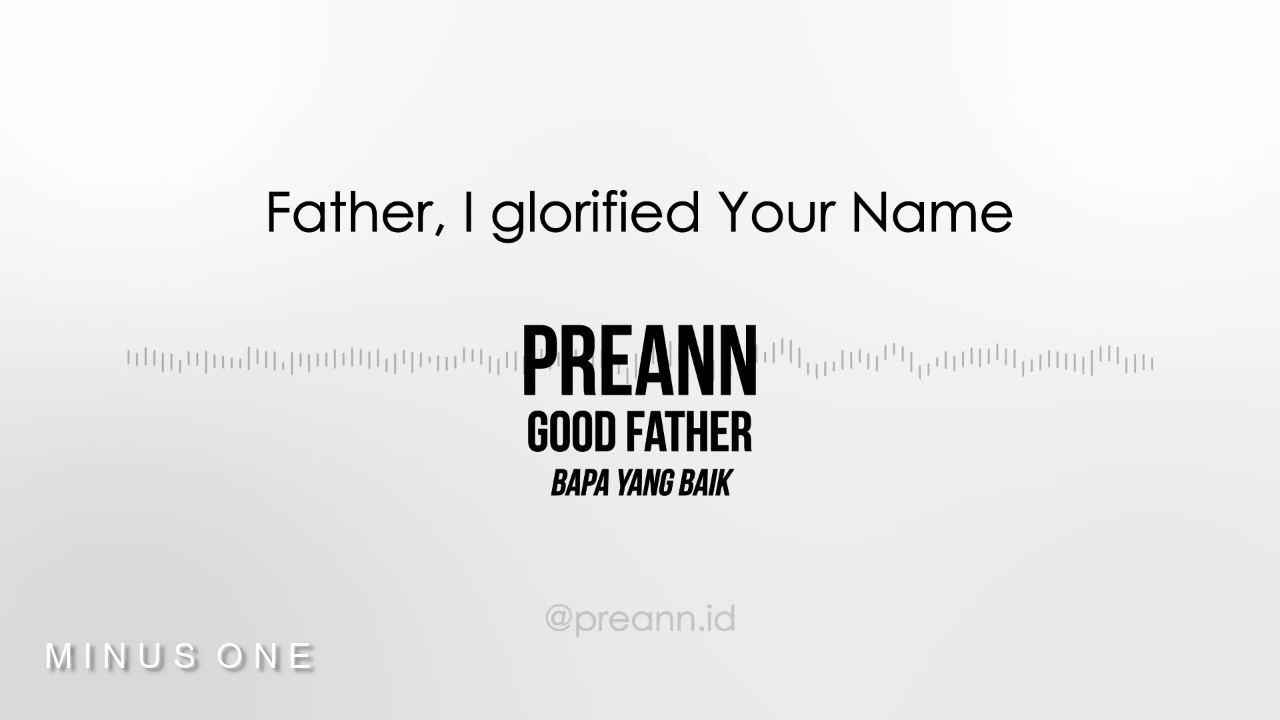 Father, I glorified Your Name
PREANN
GOOD FATHER
BAPA YANG BAIK
@preann.id
MINUS ONE